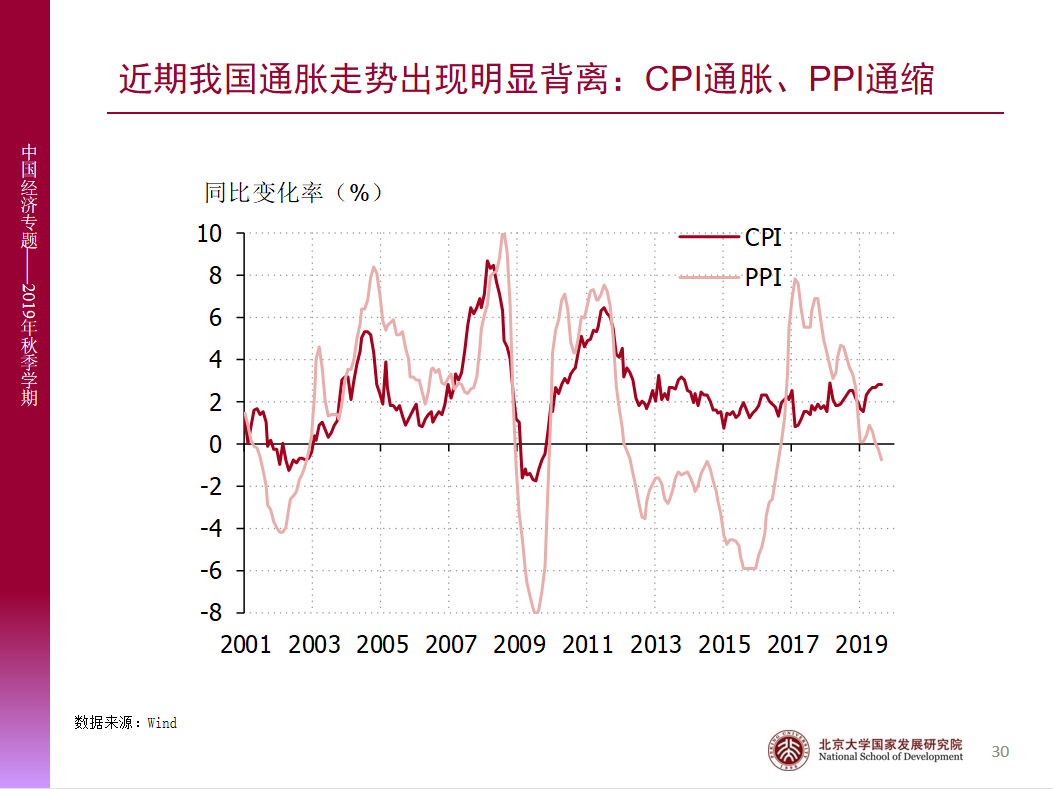 近期我国通胀走势出现明显背离：CPI通胀、PPI通缩
中国经济专题——2019年秋季学期
同比变化率（%）
CPI
PPI
10
8
6
4
2
0
-2
-4
-6
-8
2001 2003 2005 2007 2009 2011 2013 2015 2017 2019
数据来源：Wind
北京大学国家发展研究院
National School of Development
30